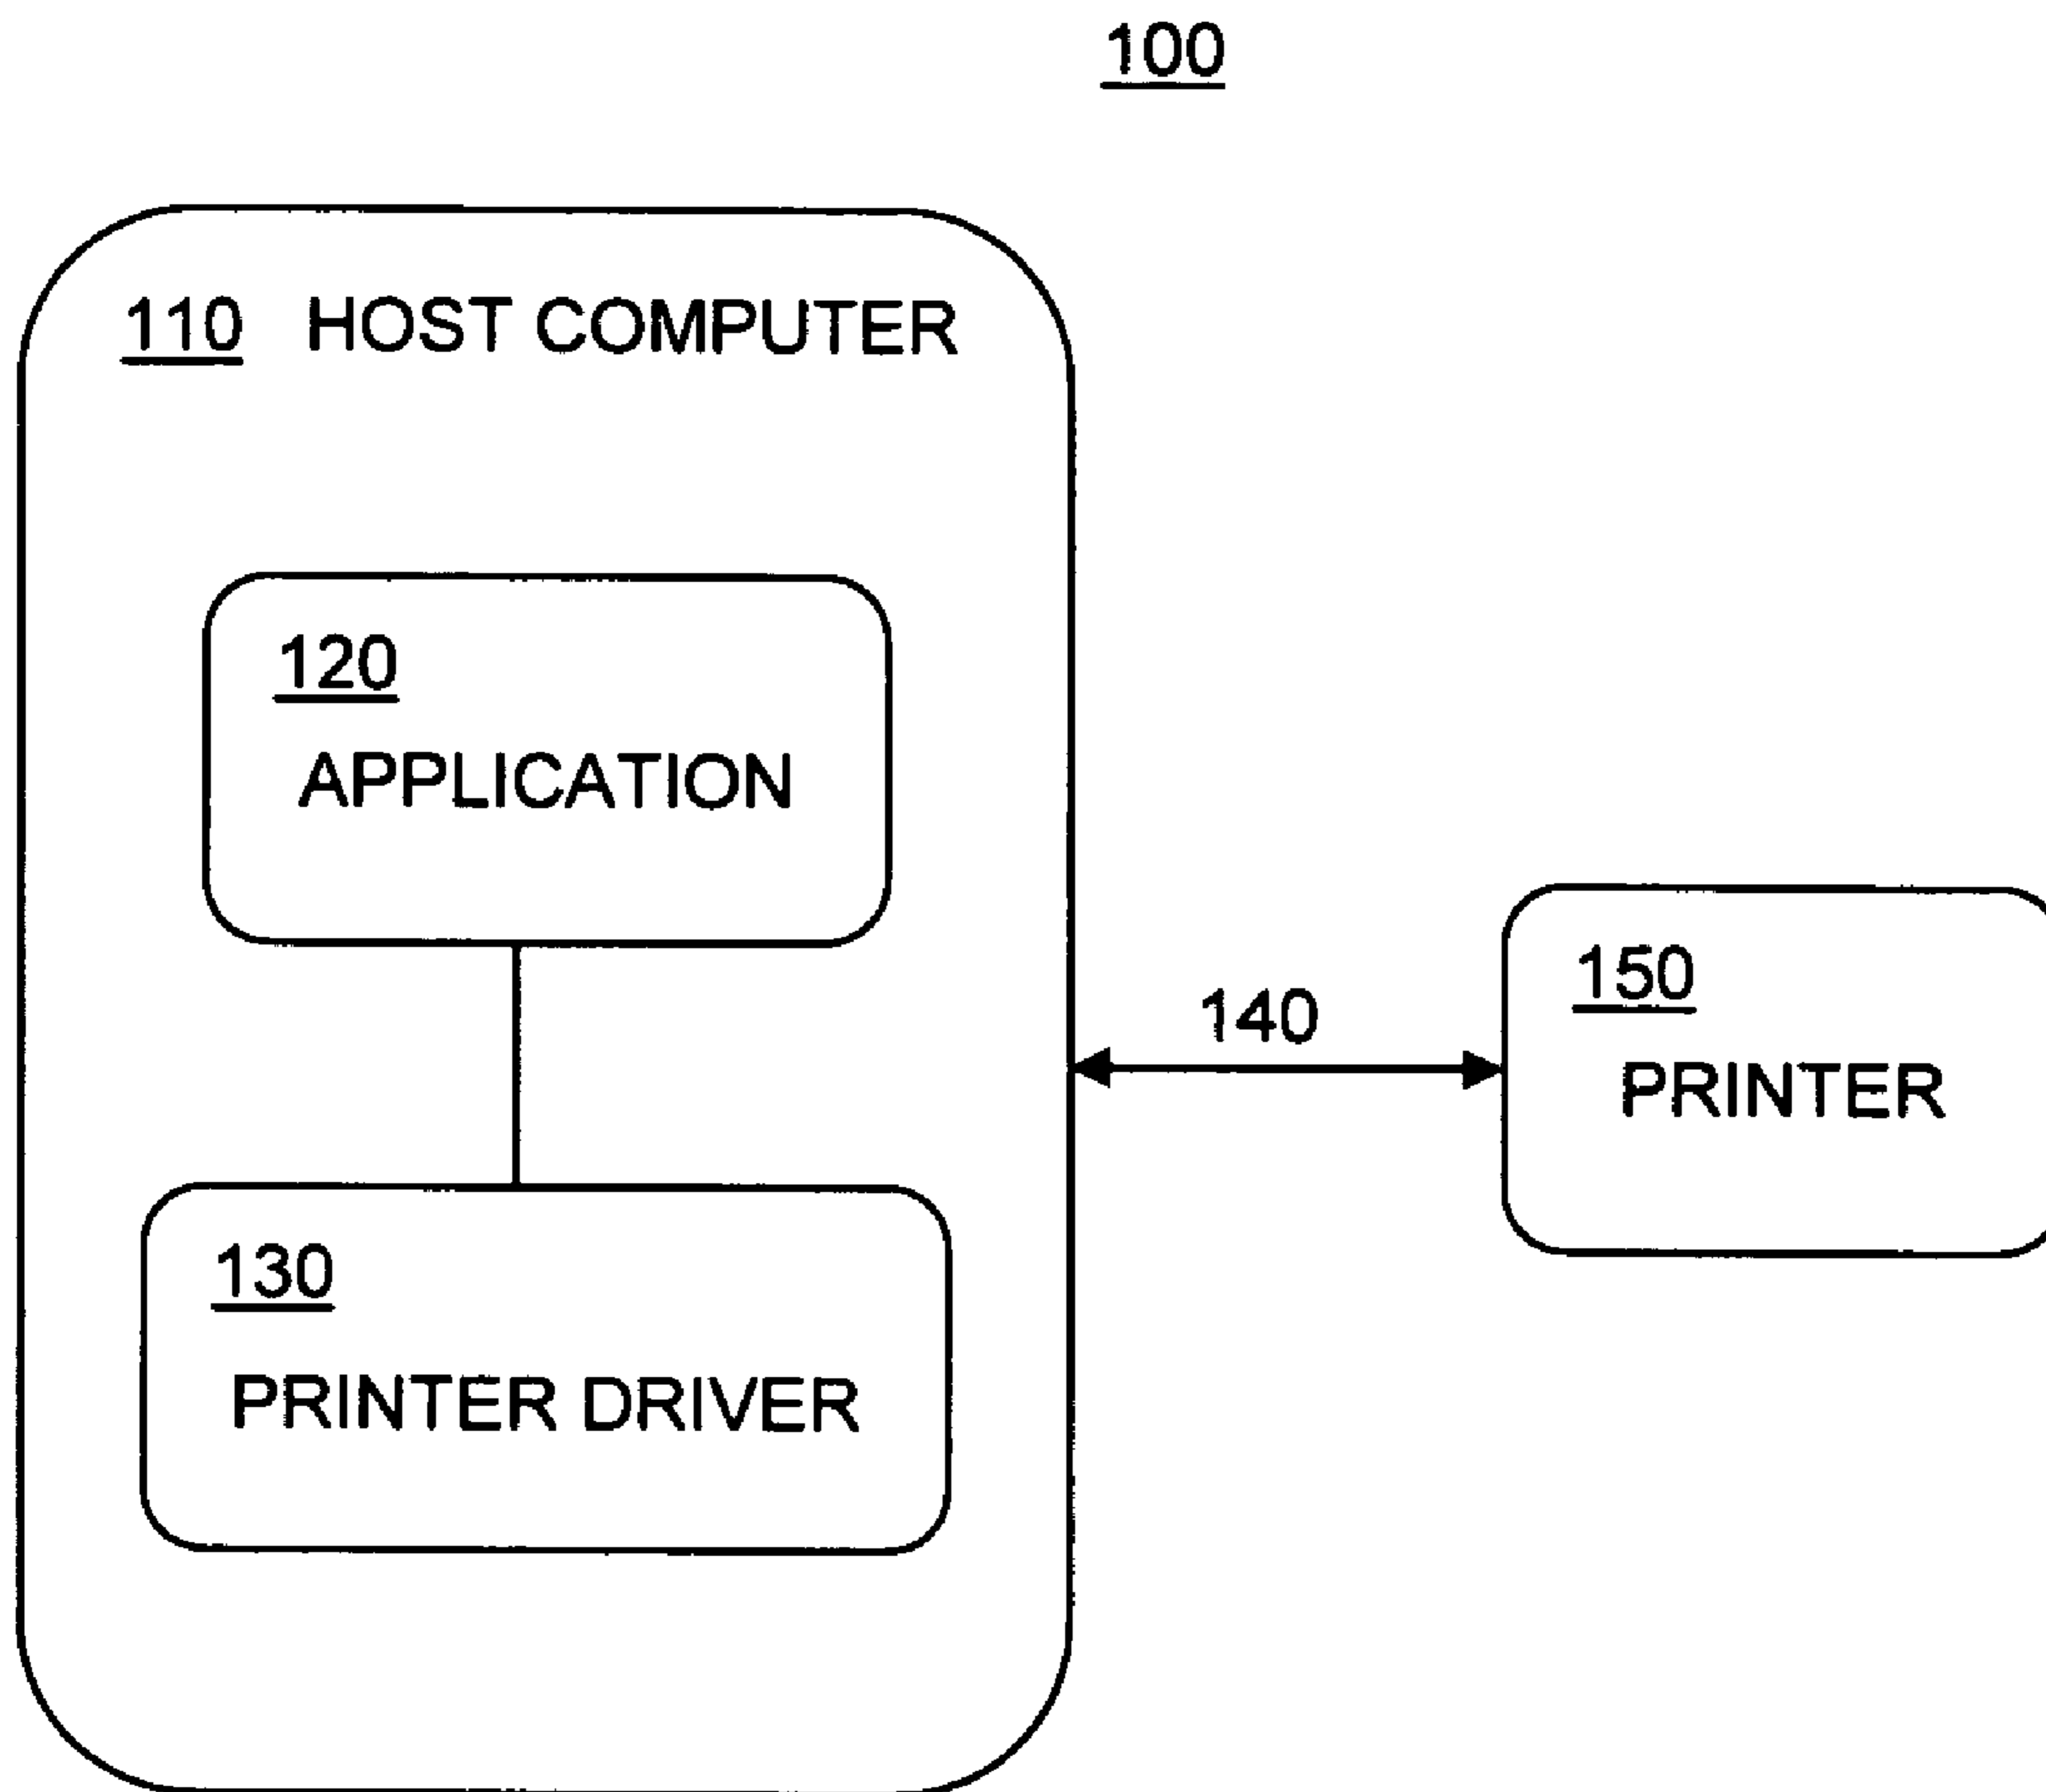 100
110 HOST COMPUTER
120
APPLICATION
140
150
PRINTER
130
PRINTER DRIVER